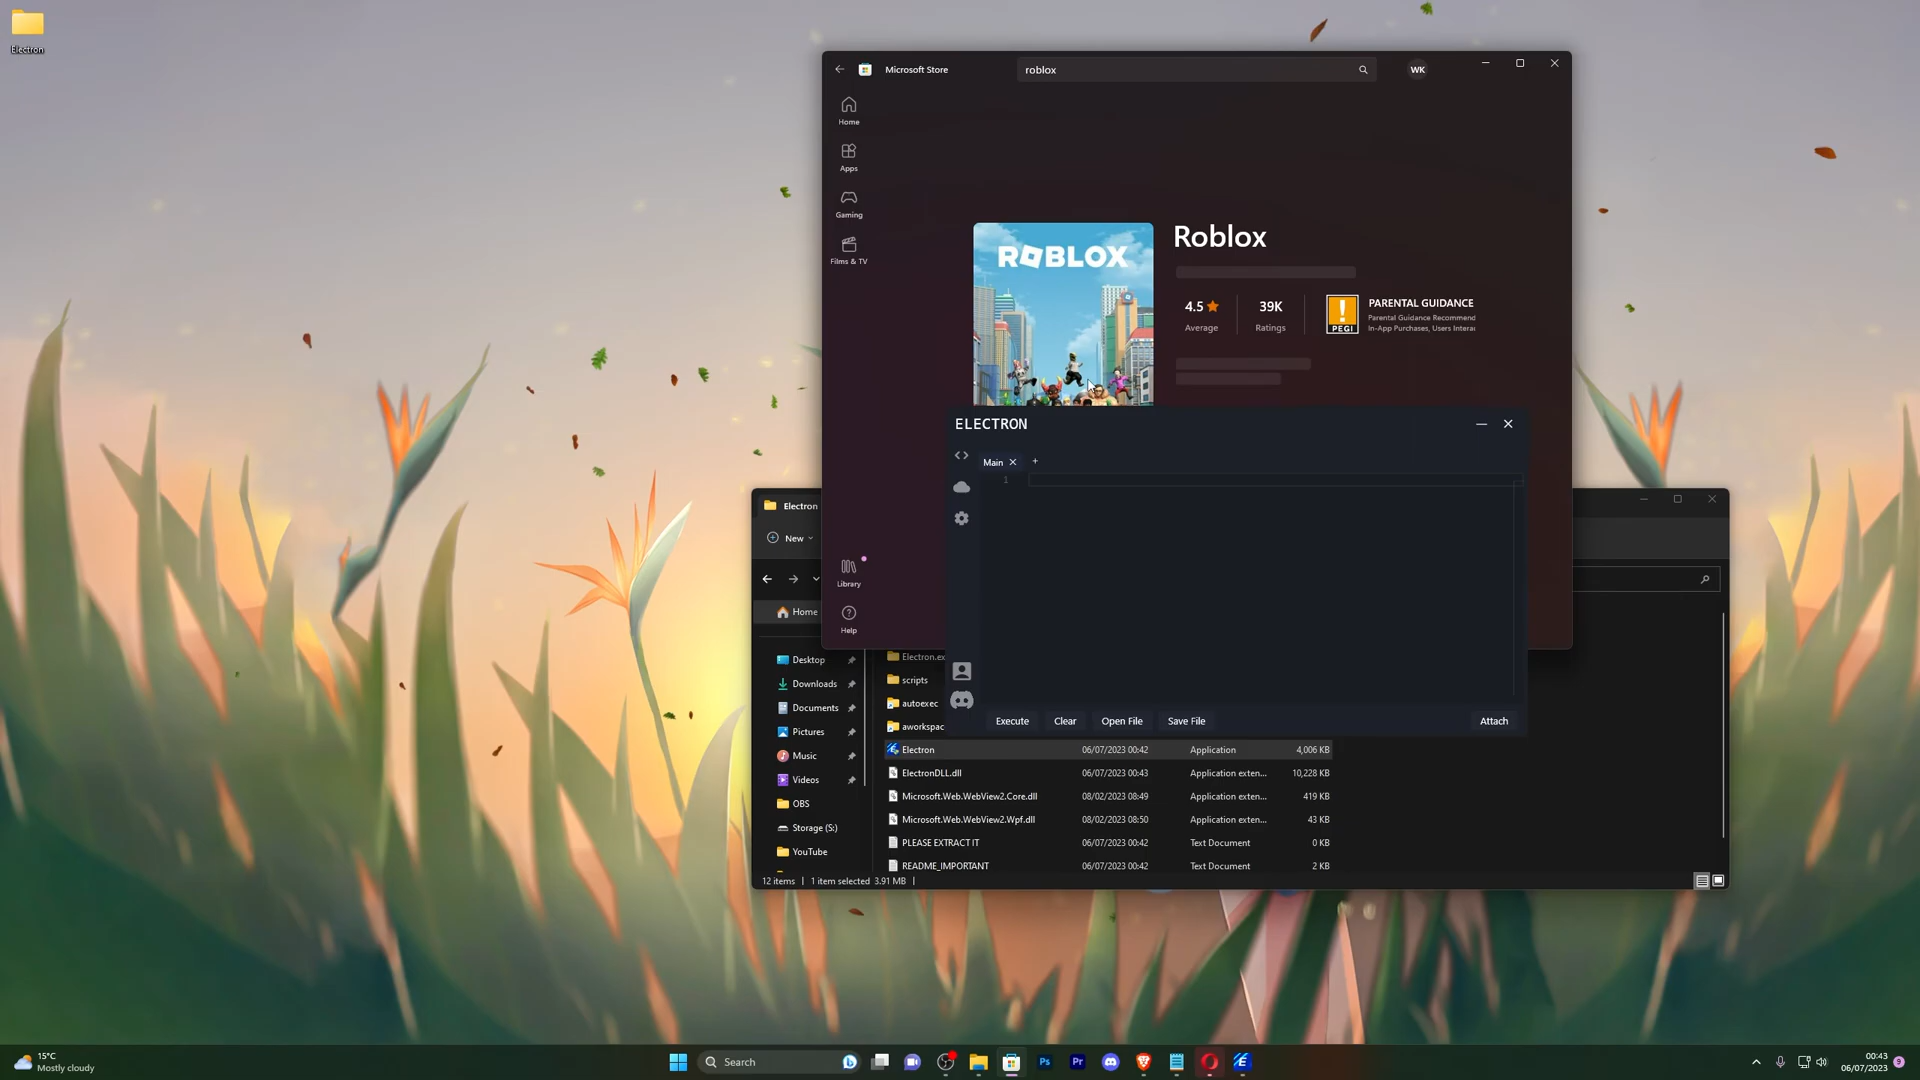 Electron
Microsoft Store
roblox
WK
Home
Apps
Gaming
Films & TV
Library
Help
ROBLOX
Roblox
4.5
Average
39K
Ratings
PEGI
PARENTAL GUIDANCE
Parental Guidance Recommend
In-App Purchases, Users Interac
ELECTRON
Main
1
Execute
Clear
Open File
Save File
Attach
Electron
New
Home
Desktop
Downloads
Documents
Pictures
Music
Videos
OBS
Storage (S:)
YouTube
Electron.ex
scripts
autoexec
aworkspac
Electron 06/07/2023 00:42 Application 4,006 KB
ElectronDLL.dll 06/07/2023 00:43 Application exten... 10,228 KB
Microsoft.Web.WebView2.Core.dll 08/02/2023 08:49 Application exten... 419 KB
Microsoft.Web.WebView2.Wpf.dll 08/02/2023 08:50 Application exten... 43 KB
PLEASE EXTRACT IT 06/07/2023 00:42 Text Document 0 KB
README_IMPORTANT 06/07/2023 00:42 Text Document 2 KB
12 items 1 item selected 3.91 MB
15°C
Mostly cloudy
Search
Ps
Pr
E
00:43
06/07/2023
9